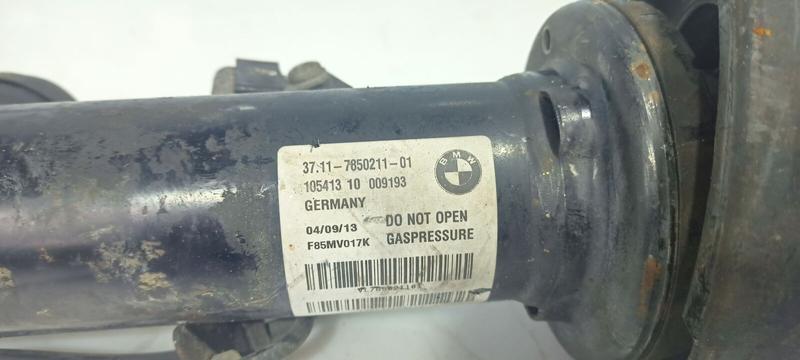 37.11-7850211-01
BMW
105413 10 009193
GERMANY
04/09/13
DO NOT OPEN
F85MV017K
GASPRESSURE